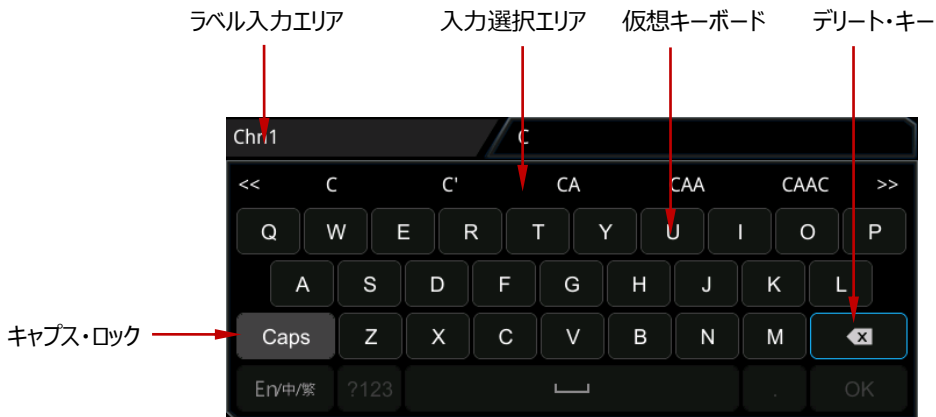 ラベル入力エリア 入力選択エリア 仮想キーボード デリート・キー
Chn1 C
<< C C' CA CAA CAAC >>
Q W E R T Y U I O P
A S D F G H J K L
キャプス・ロック Caps Z X C V B N M x
En/中/繁 ?123 . OK